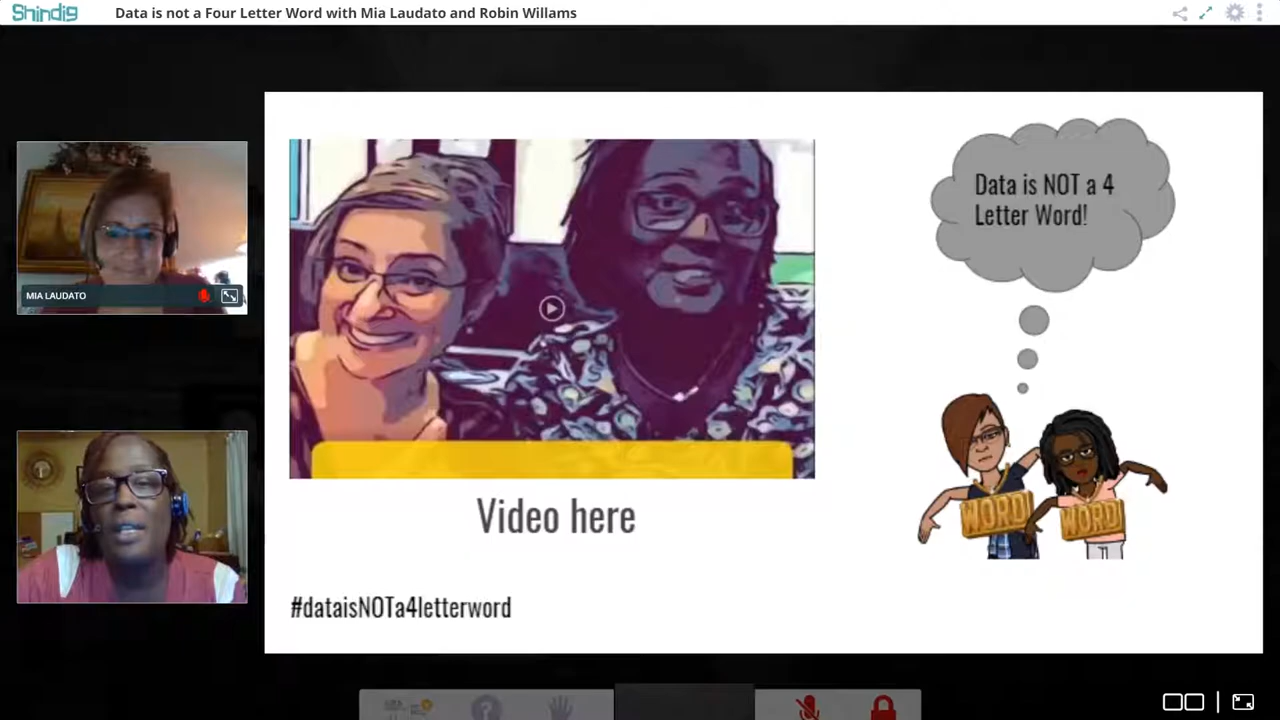 Shindig
Data is not a Four Letter Word with Mia Laudato and Robin Willams
MIA LAUDATO
Data is NOT a 4
Letter Word!
WORD!
WORD!
Video here
#dataisNOTa4letterword